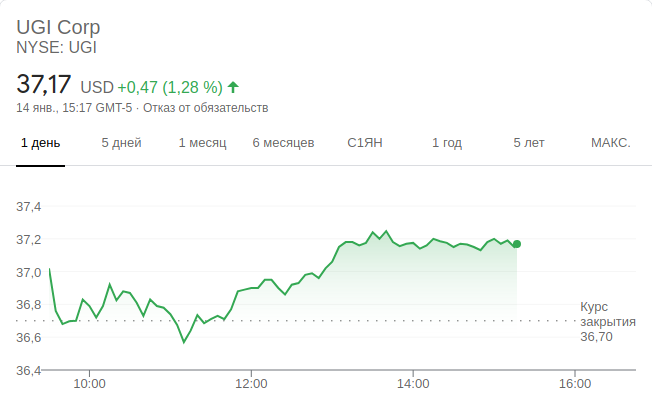 UGI Corp
NYSE: UGI
37,17 USD +0,47 (1,28 %)
14 янв., 15:17 GMT-5 · Отказ от обязательств
1 день 5 дней 1 месяц 6 месяцев С1ЯН 1 год 5 лет МАКС.
37,4
37,2
37,0
36,8
36,6
36,4
Курс
закрытия
36,70
10:00 12:00 14:00 16:00